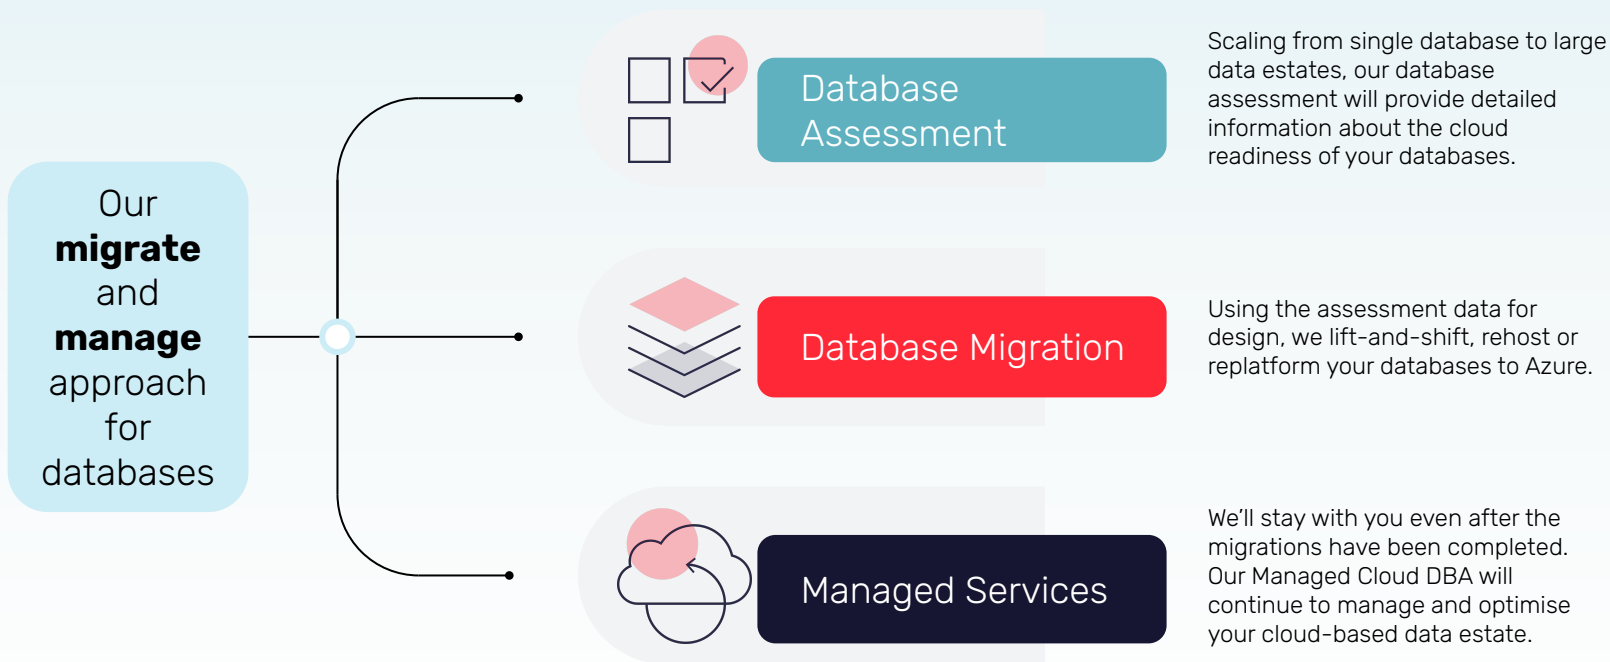 Our
migrate
and
manage
approach
for
databases
Database
Assessment
Scaling from single database to large
data estates, our database
assessment will provide detailed
information about the cloud
readiness of your databases.
Database Migration
Using the assessment data for
design, we lift-and-shift, rehost or
replatform your databases to Azure.
Managed Services
We’ll stay with you even after the
migrations have been completed.
Our Managed Cloud DBA will
continue to manage and optimise
your cloud-based data estate.